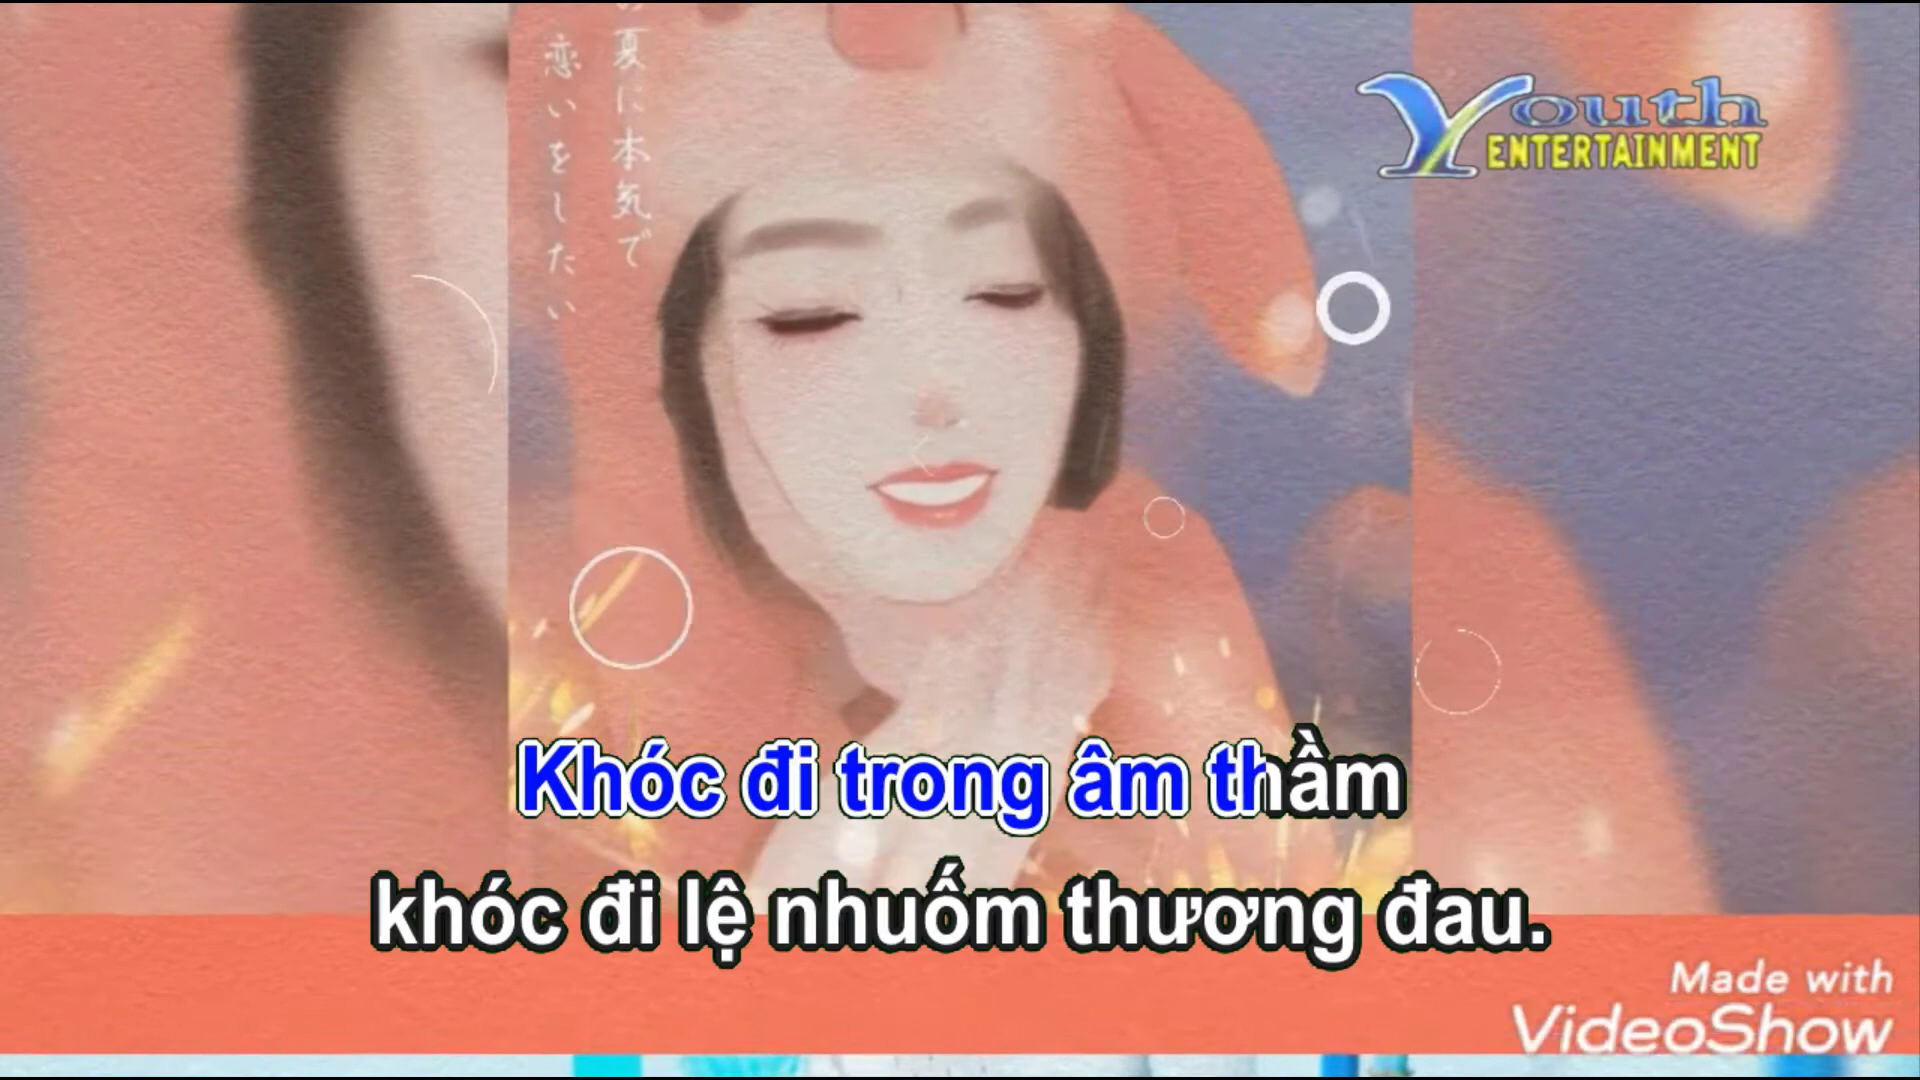 の夏に本気で
恋いをしたい
Youth
ENTERTAINMENT
Khóc đi trong âm thầm
khóc đi lệ nhuốm thương đau.
Made with
VideoShow